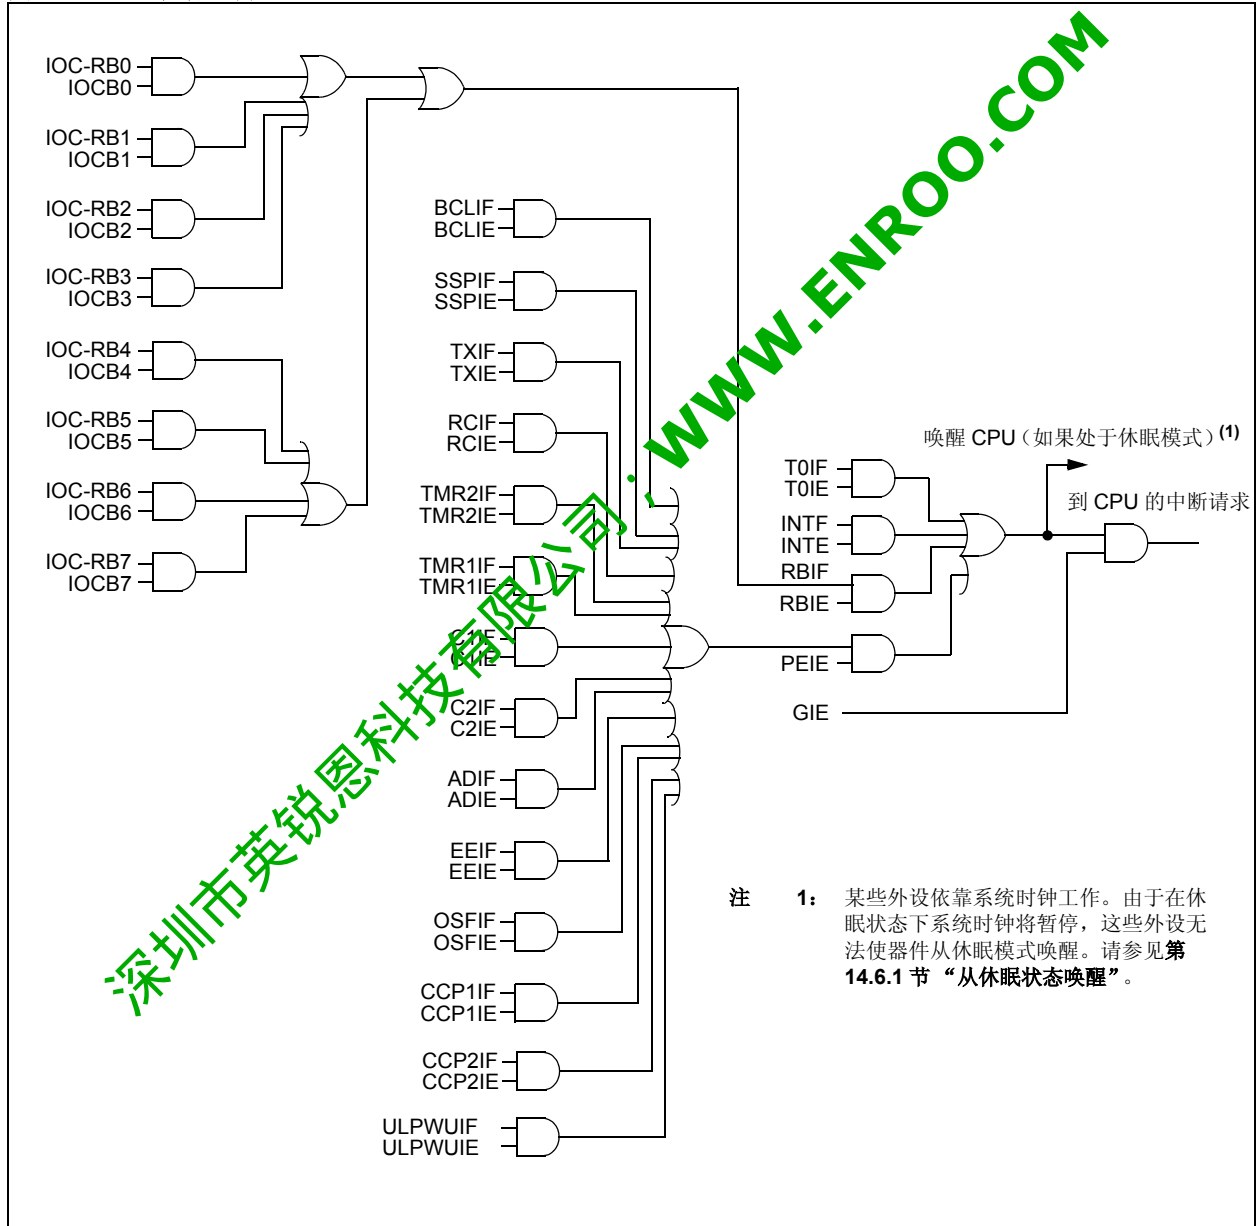 IOC-RB0
IOCB0
IOC-RB1
IOCB1
IOC-RB2
IOCB2
IOC-RB3
IOCB3
IOC-RB4
IOCB4
IOC-RB5
IOCB5
IOC-RB6
IOCB6
IOC-RB7
IOCB7
BCLIF
BCLIE
SSPIF
SSPIE
TXIF
TXIE
RCIF
RCIE
TMR2IF
TMR2IE
TMR1IF
TMR1IE
C1IF
C1IE
C2IF
C2IE
ADIF
ADIE
EEIF
EEIE
OSFIF
OSFIE
CCP1IF
CCP1IE
CCP2IF
CCP2IE
ULPWUIF
ULPWUIE
T0IF
T0IE
INTF
INTE
RBIF
RBIE
PEIE
GIE
唤醒 CPU（如果处于休眠模式）(1)
到 CPU 的中断请求
注 1： 某些外设依靠系统时钟工作。由于在休
眠状态下系统时钟将暂停，这些外设无
法使器件从休眠模式唤醒。请参见第
14.6.1 节 “从休眠状态唤醒”。
深圳市英锐恩科技有限公司：WWW.ENROO.COM